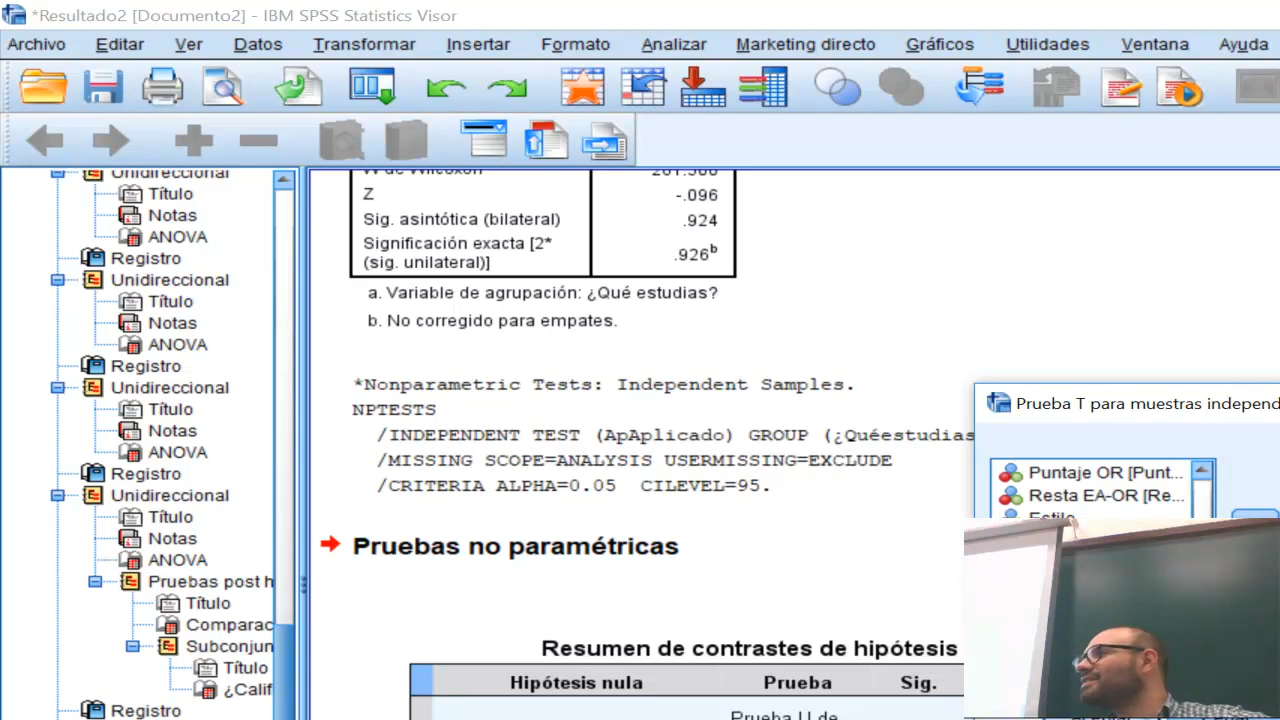 *Resultado2 [Documento2] - IBM SPSS Statistics Visor
Archivo Editar Ver Datos Transformar Insertar Formato Analizar Marketing directo Gráficos Utilidades Ventana Ayuda
Unidireccional
Título
Notas
ANOVA
Registro
Unidireccional
Título
Notas
ANOVA
Registro
Unidireccional
Título
Notas
ANOVA
Registro
Unidireccional
Título
Notas
ANOVA
Pruebas post h
Título
Comparac
Subconjun
Título
¿Calif
Registro
W de Wilcoxon
Z -.096
Sig. asintótica (bilateral) .924
Significación exacta [2*
(sig. unilateral)] .926b
a. Variable de agrupación: ¿Qué estudias?
b. No corregido para empates.
*Nonparametric Tests: Independent Samples.
NPTESTS
/INDEPENDENT TEST (ApAplicado) GROUP (¿Quéestudias
/MISSING SCOPE=ANALYSIS USERMISSING=EXCLUDE
/CRITERIA ALPHA=0.05 CILEVEL=95.
Pruebas no paramétricas
Resumen de contrastes de hipótesis
Hipótesis nula Prueba Sig.
Prueba U de
Prueba T para muestras independ
Puntaje OR [Punt...
Resta EA-OR [Re...
Estilo